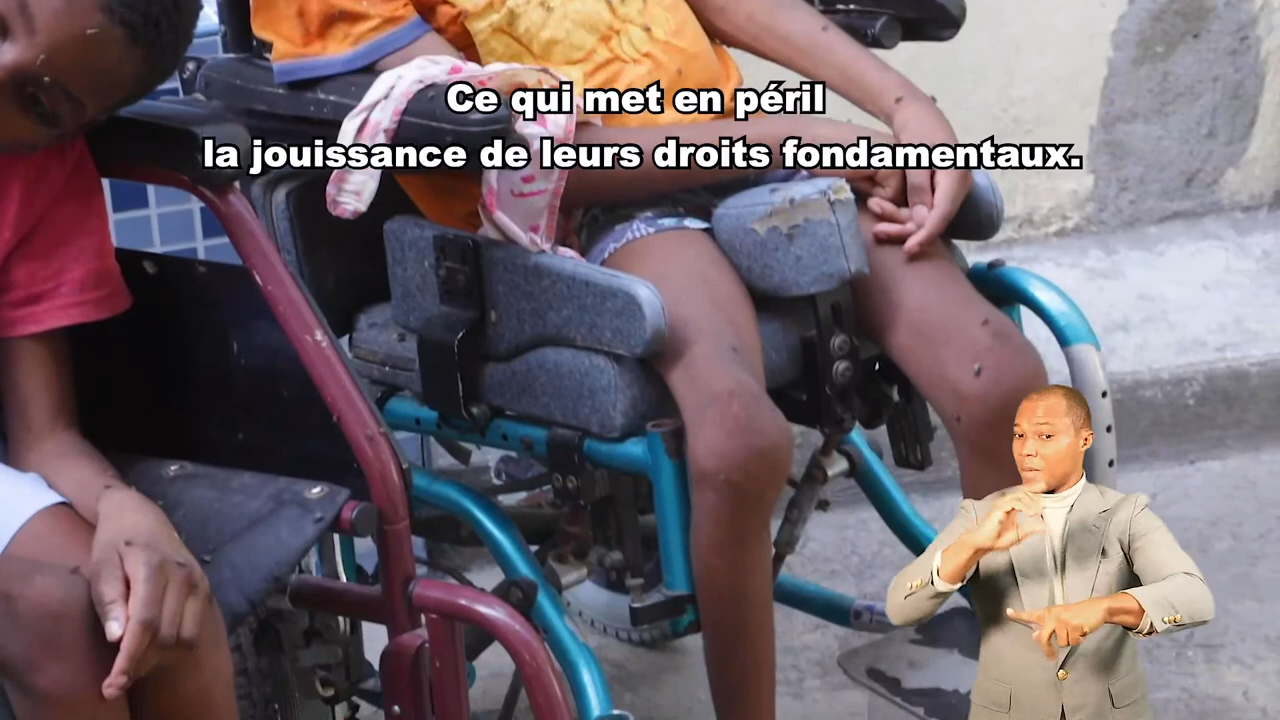 Ce qui met en péril
la jouissance de leurs droits fondamentaux.